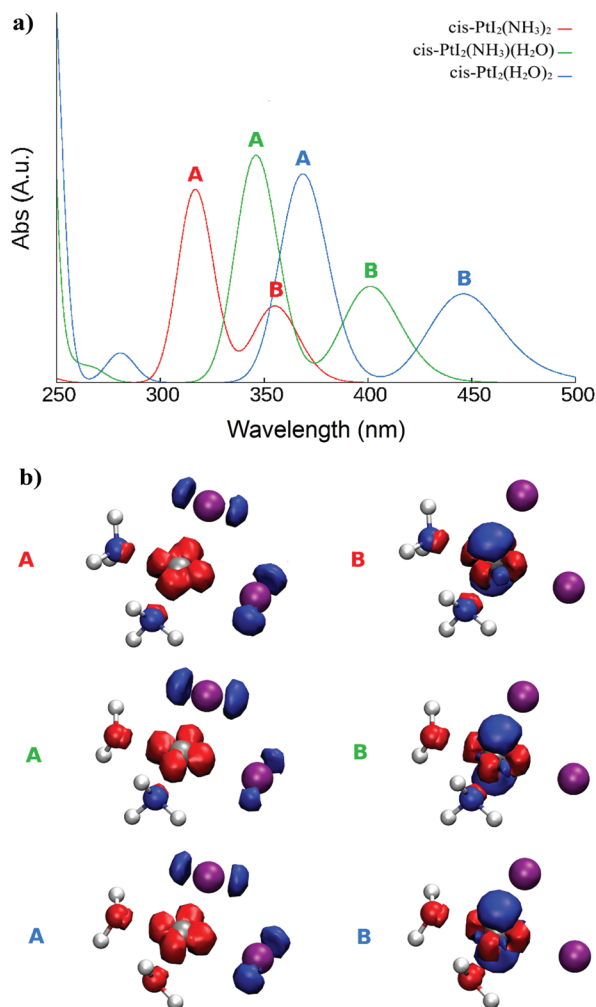 a)
cis-PtI₂(NH₃)₂
cis-PtI₂(NH₃)(H₂O)
cis-PtI₂(H₂O)₂
Abs (A.u.)
A A A
B B B
250 300 350 400 450 500
Wavelength (nm)
b)
A B
A B
A B